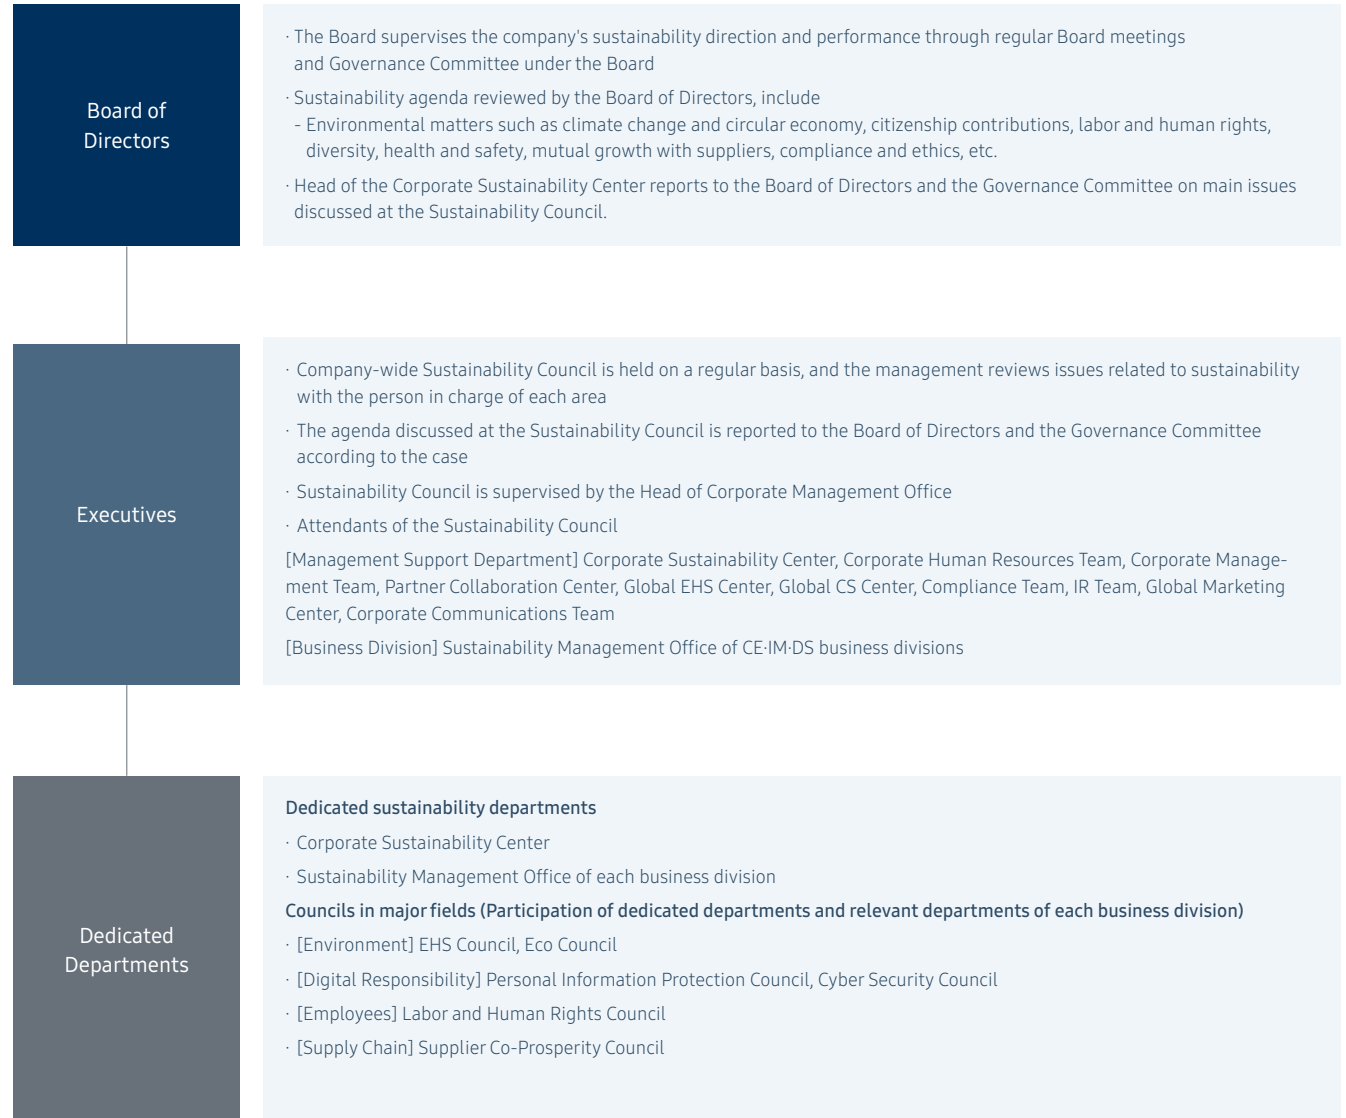 Board of
Directors
· The Board supervises the company's sustainability direction and performance through regular Board meetings
and Governance Committee under the Board
· Sustainability agenda reviewed by the Board of Directors, include
- Environmental matters such as climate change and circular economy, citizenship contributions, labor and human rights,
diversity, health and safety, mutual growth with suppliers, compliance and ethics, etc.
· Head of the Corporate Sustainability Center reports to the Board of Directors and the Governance Committee on main issues
discussed at the Sustainability Council.
Executives
· Company-wide Sustainability Council is held on a regular basis, and the management reviews issues related to sustainability
with the person in charge of each area
· The agenda discussed at the Sustainability Council is reported to the Board of Directors and the Governance Committee
according to the case
· Sustainability Council is supervised by the Head of Corporate Management Office
· Attendants of the Sustainability Council
[Management Support Department] Corporate Sustainability Center, Corporate Human Resources Team, Corporate Manage-
ment Team, Partner Collaboration Center, Global EHS Center, Global CS Center, Compliance Team, IR Team, Global Marketing
Center, Corporate Communications Team
[Business Division] Sustainability Management Office of CE·IM·DS business divisions
Dedicated
Departments
Dedicated sustainability departments
· Corporate Sustainability Center
· Sustainability Management Office of each business division
Councils in major fields (Participation of dedicated departments and relevant departments of each business division)
· [Environment] EHS Council, Eco Council
· [Digital Responsibility] Personal Information Protection Council, Cyber Security Council
· [Employees] Labor and Human Rights Council
· [Supply Chain] Supplier Co-Prosperity Council